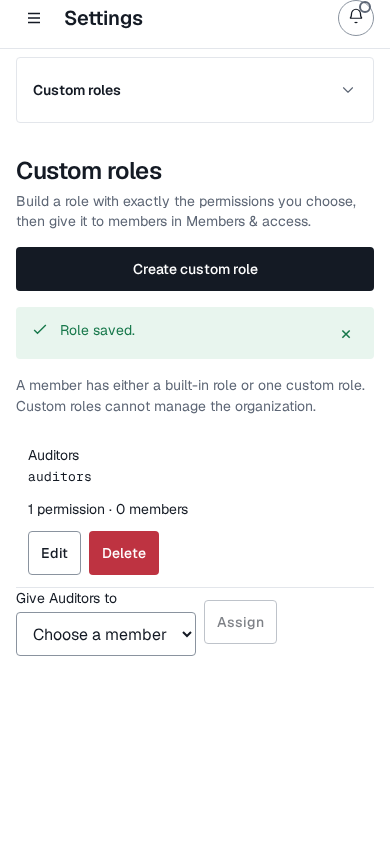 Settings
Custom roles
Custom roles
Build a role with exactly the permissions you choose,
then give it to members in Members & access.
Create custom role
Role saved.
A member has either a built-in role or one custom role.
Custom roles cannot manage the organization.
Auditors
auditors
1 permission · 0 members
Edit Delete
Give Auditors to
Choose a member Assign